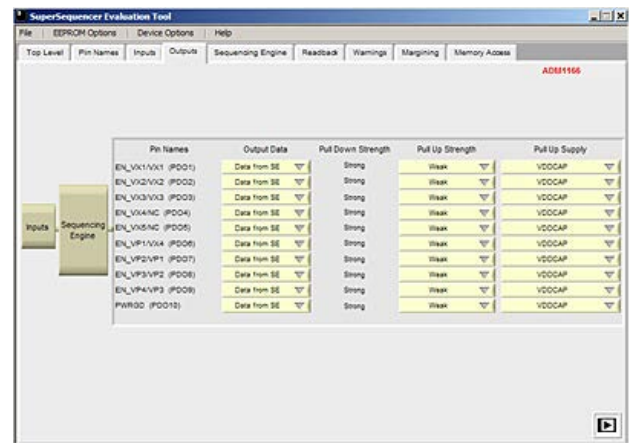 SuperSequencer Evaluation Tool
File EEPROM Options Device Options Help
Top Level Pin Names Inputs Outputs Sequencing Engine Readback Warnings Margining Memory Access
ADM1166
Pin Names Output Data Pull Down Strength Pull Up Strength Pull Up Supply
EN_VX1/VX1 (PDO1) Data from SE Strong Weak VDDCAP
EN_VX2/VX2 (PDO2) Data from SE Strong Weak VDDCAP
EN_VX3/VX3 (PDO3) Data from SE Strong Weak VDDCAP
EN_VX4/NC (PDO4) Data from SE Strong Weak VDDCAP
EN_VX5/NC (PDO5) Data from SE Strong Weak VDDCAP
EN_VP1/VX4 (PDO6) Data from SE Strong Weak VDDCAP
EN_VP2/VP1 (PDO7) Data from SE Strong Weak VDDCAP
EN_VP3/VP2 (PDO8) Data from SE Strong Weak VDDCAP
EN_VP4/VP3 (PDO9) Data from SE Strong Weak VDDCAP
PWRGD (PDO10) Data from SE Strong Weak VDDCAP
Inputs
Sequencing
Engine